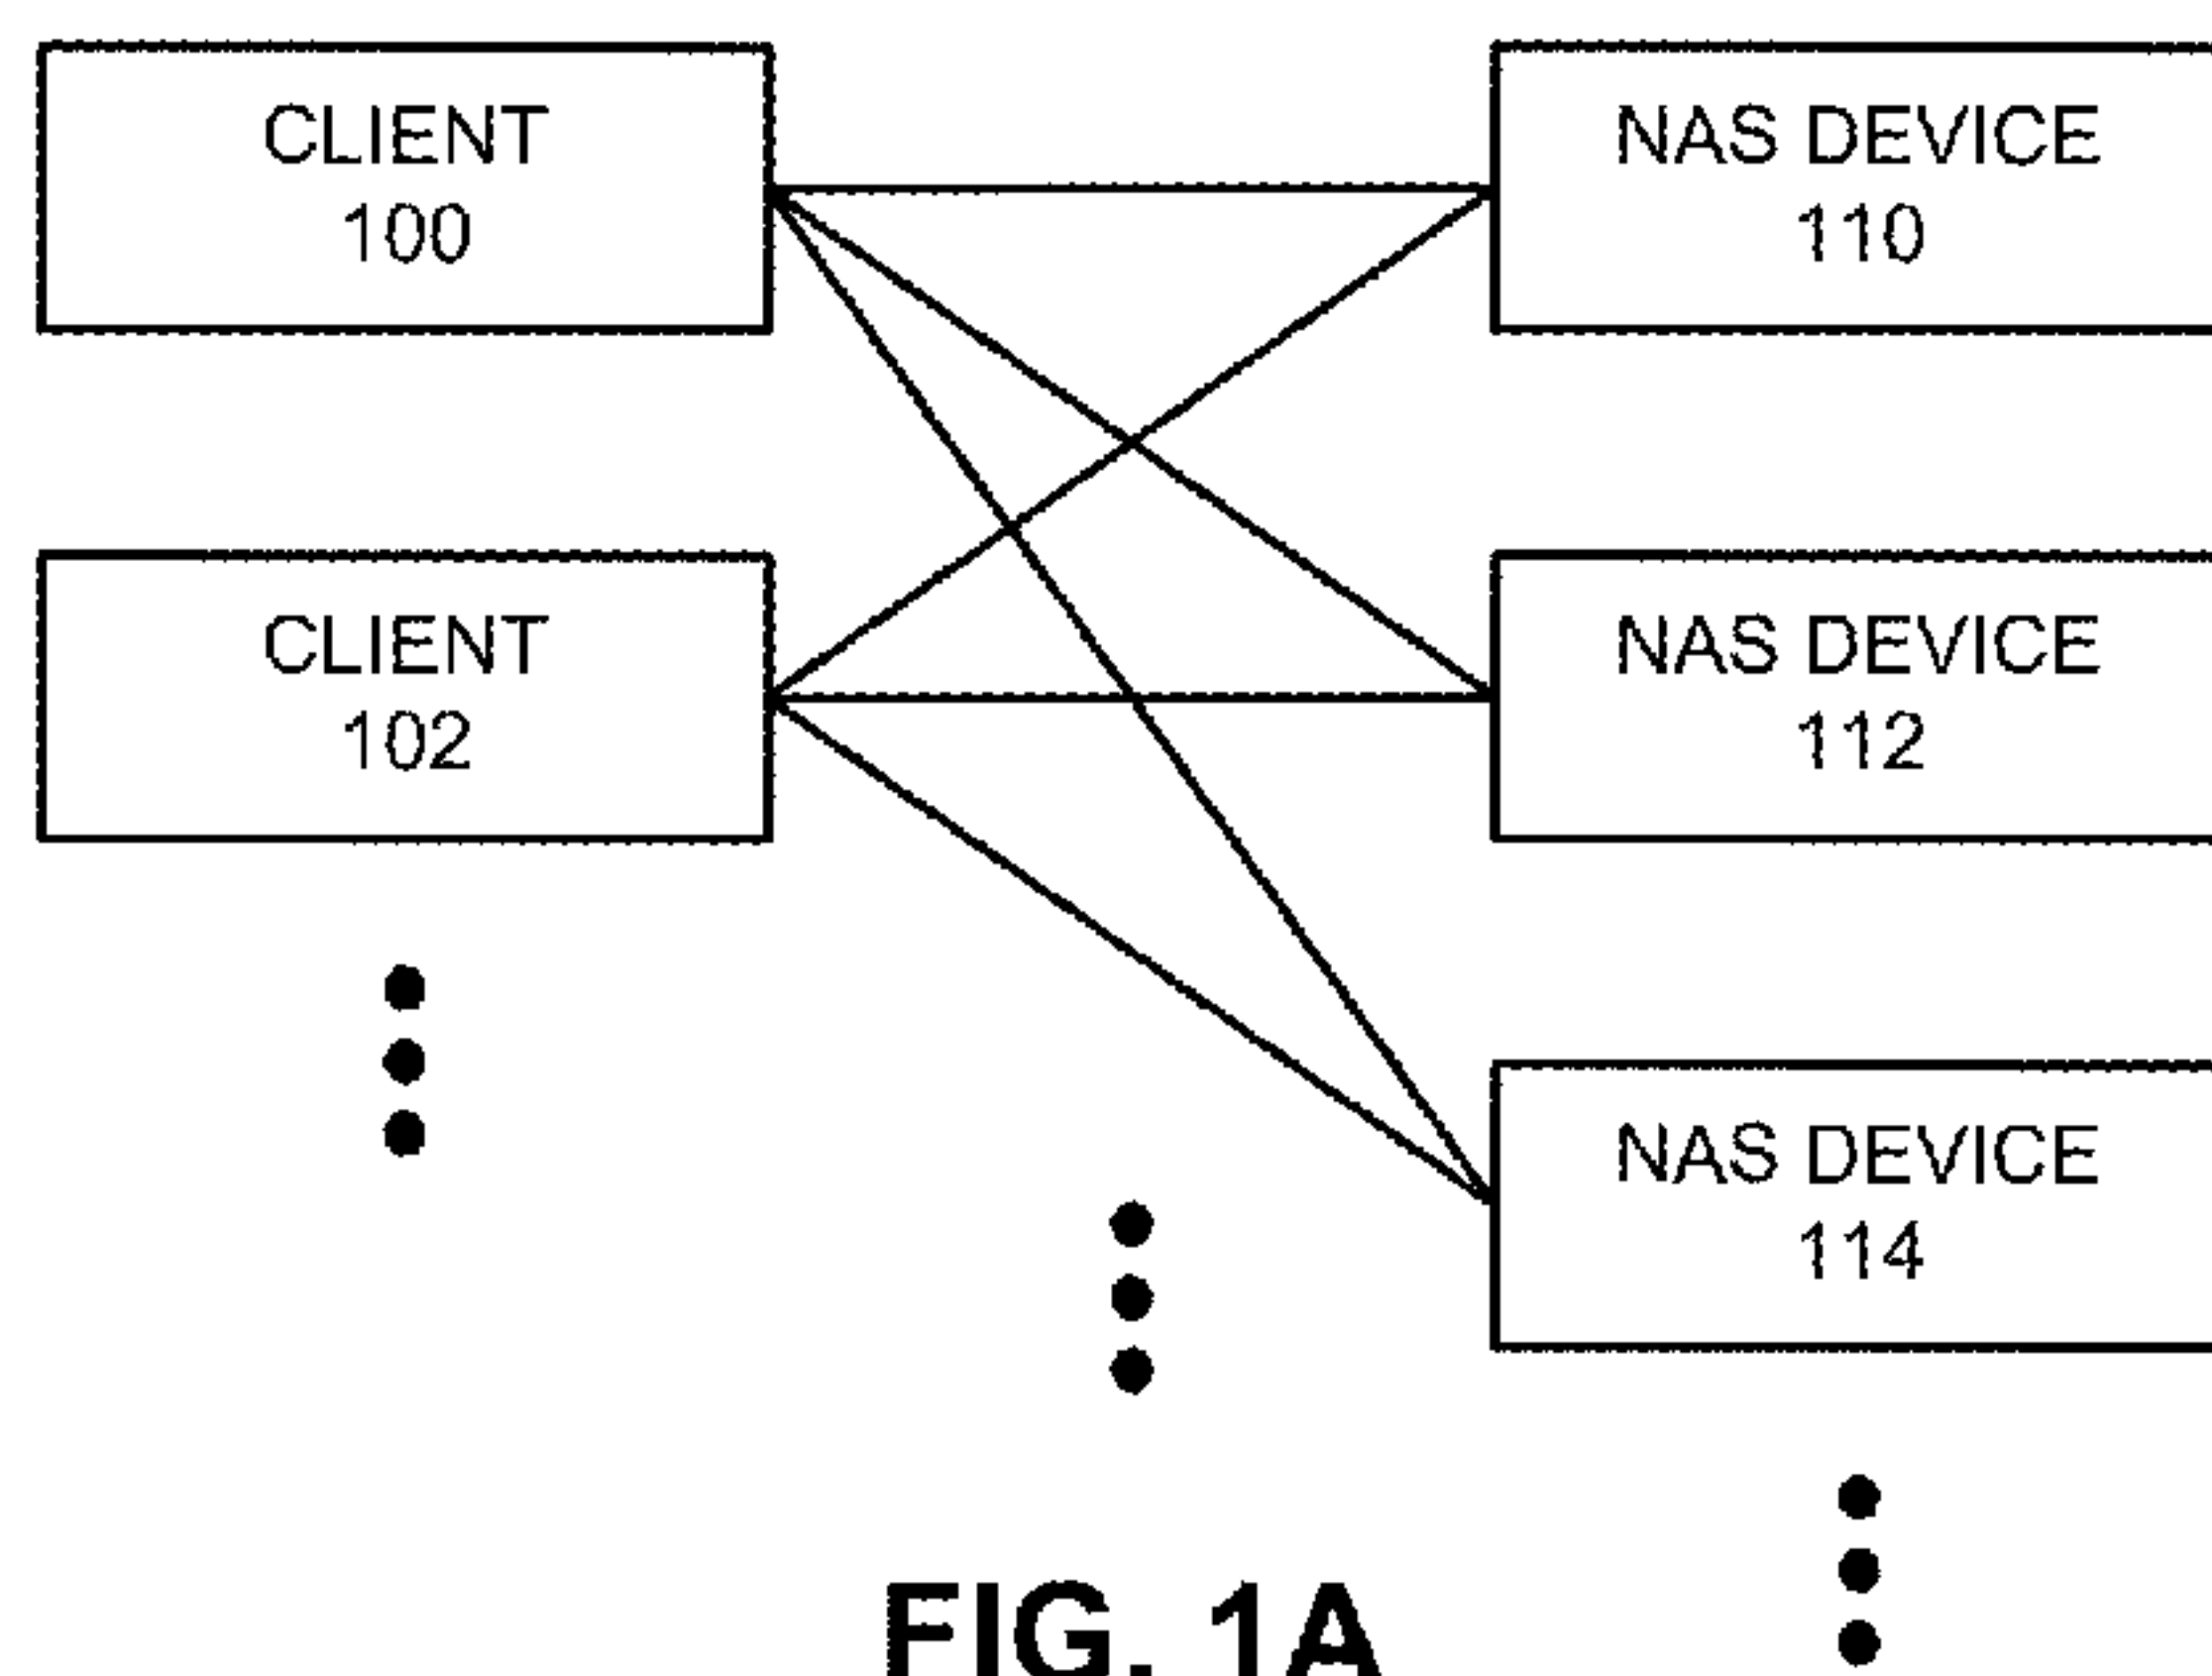 CLIENT
100
NAS DEVICE
110
CLIENT
102
NAS DEVICE
112
NAS DEVICE
114
FIG. 1A